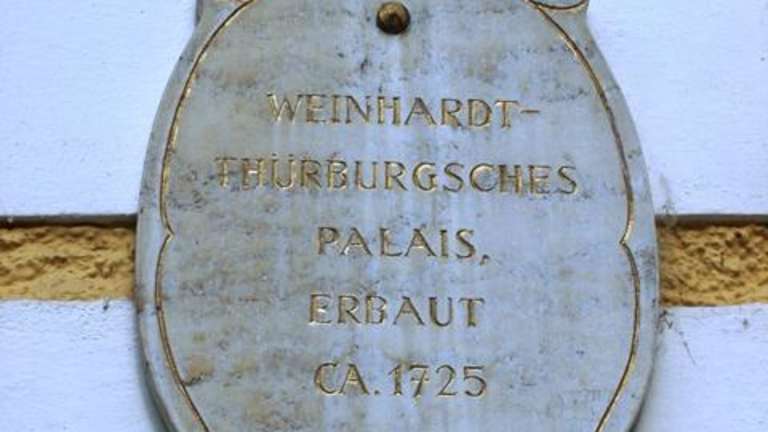 WEINHARDT-
THÜRBURGSCHES
PALAIS,
ERBAUT
CA. 1725